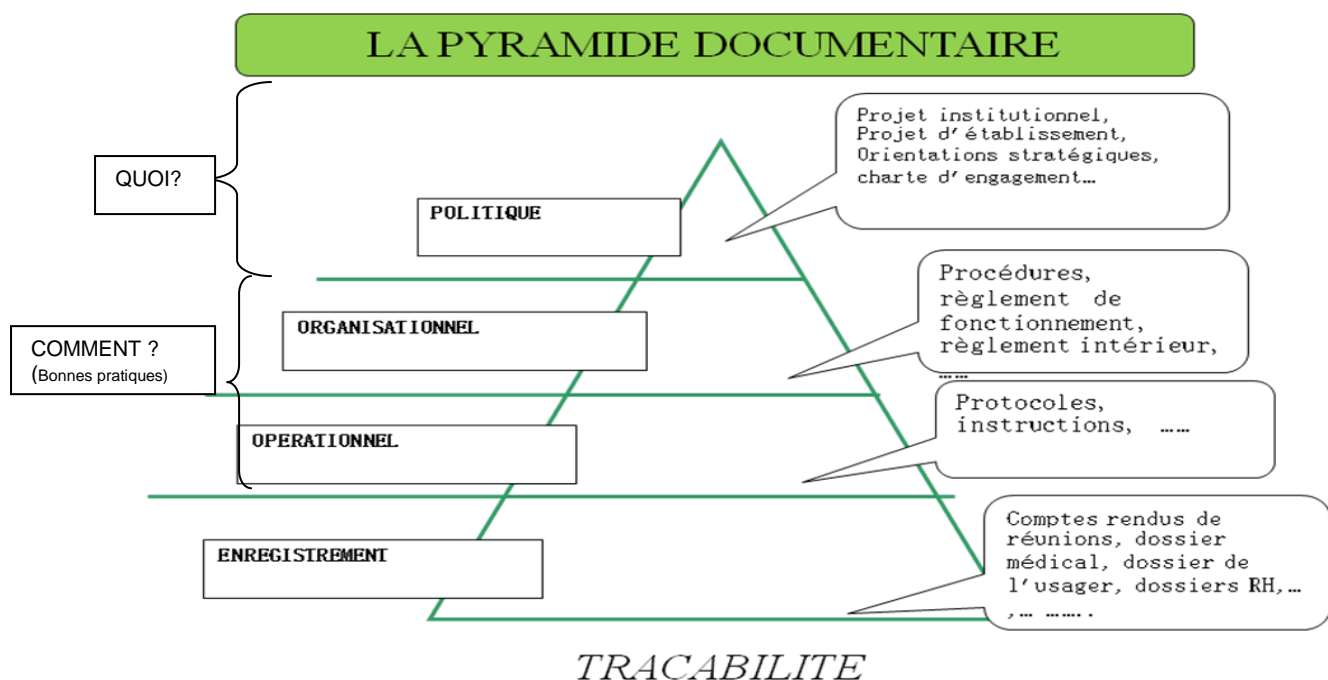 LA PYRAMIDE DOCUMENTAIRE
QUOI?
POLITIQUE
Projet institutionnel,
Projet d'établissement,
Orientations stratégiques,
charte d'engagement…
COMMENT ?
(Bonnes pratiques)
ORGANISATIONNEL
Procédures,
règlement de
fonctionnement,
règlement intérieur,
……
OPERATIONNEL
Protocoles,
instructions, ……
ENREGISTREMENT
Comptes rendus de
réunions, dossier
médical, dossier de
l'usager, dossiers RH,…
,… ……..
TRACABILITE